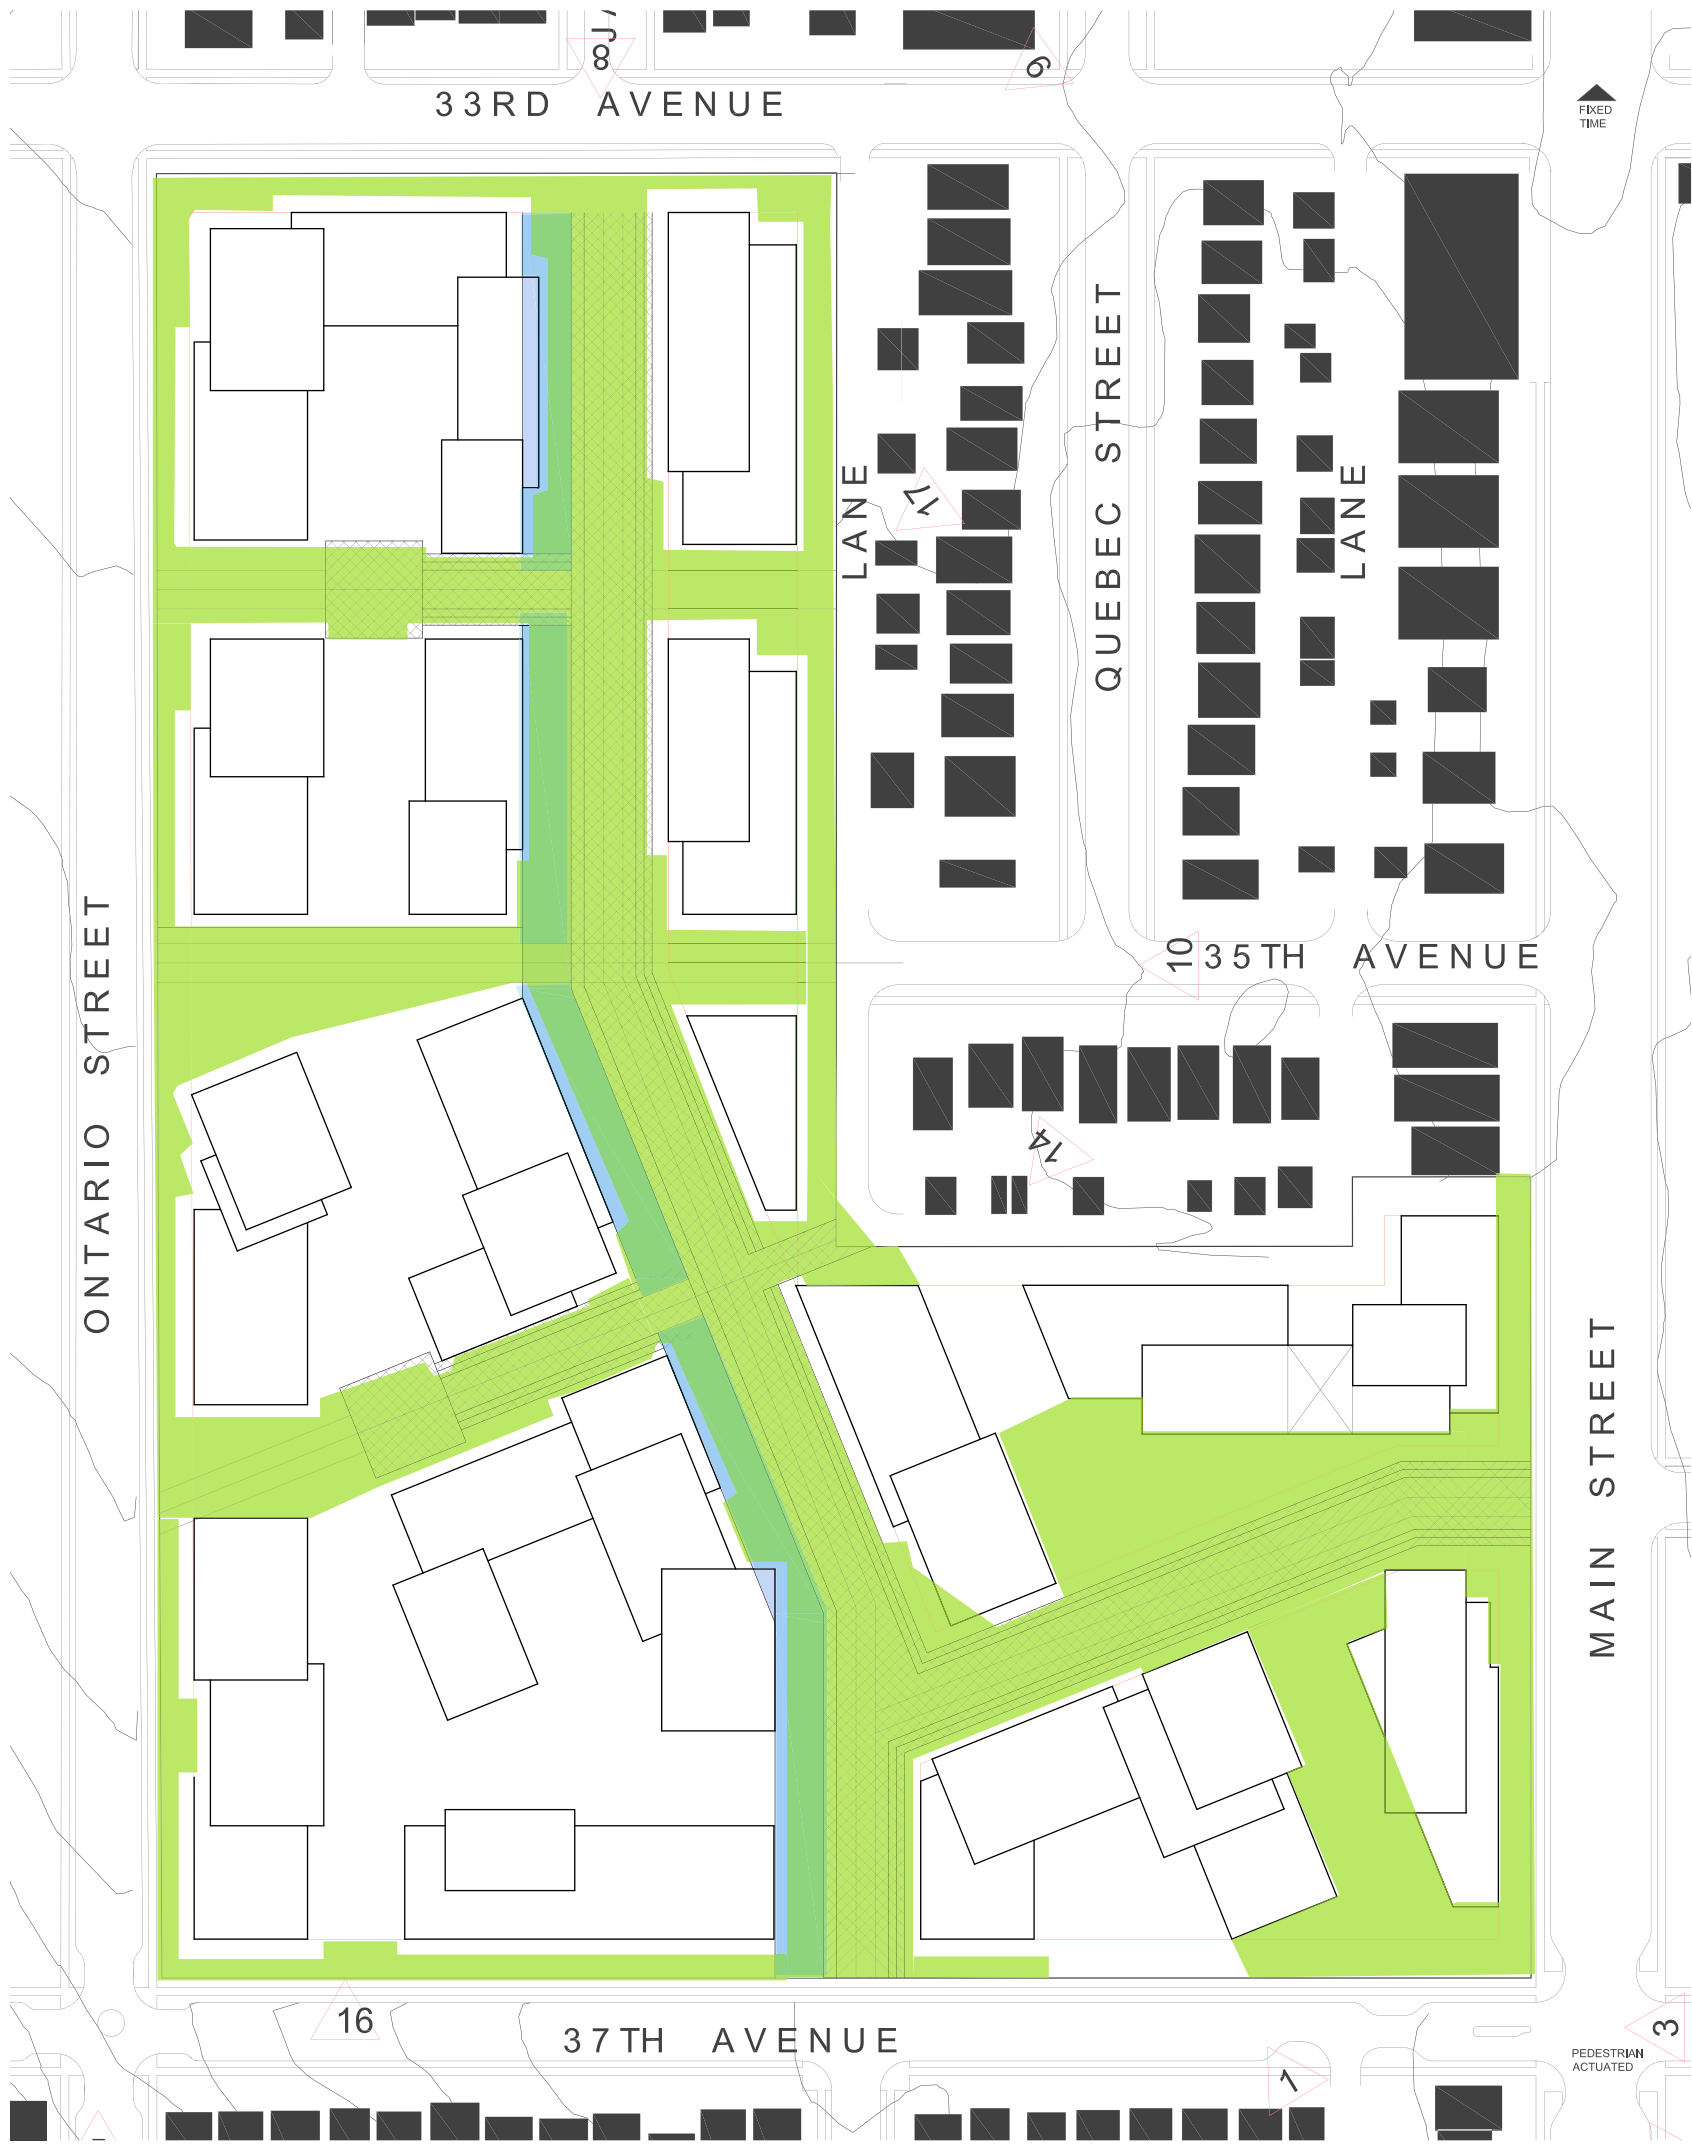 8
9
33RD AVENUE
FIXED
TIME
LANE
17
QUEBEC STREET
LANE
10
35TH AVENUE
ONTARIO STREET
14
MAIN STREET
16
37TH AVENUE
3
PEDESTRIAN
ACTUATED
1